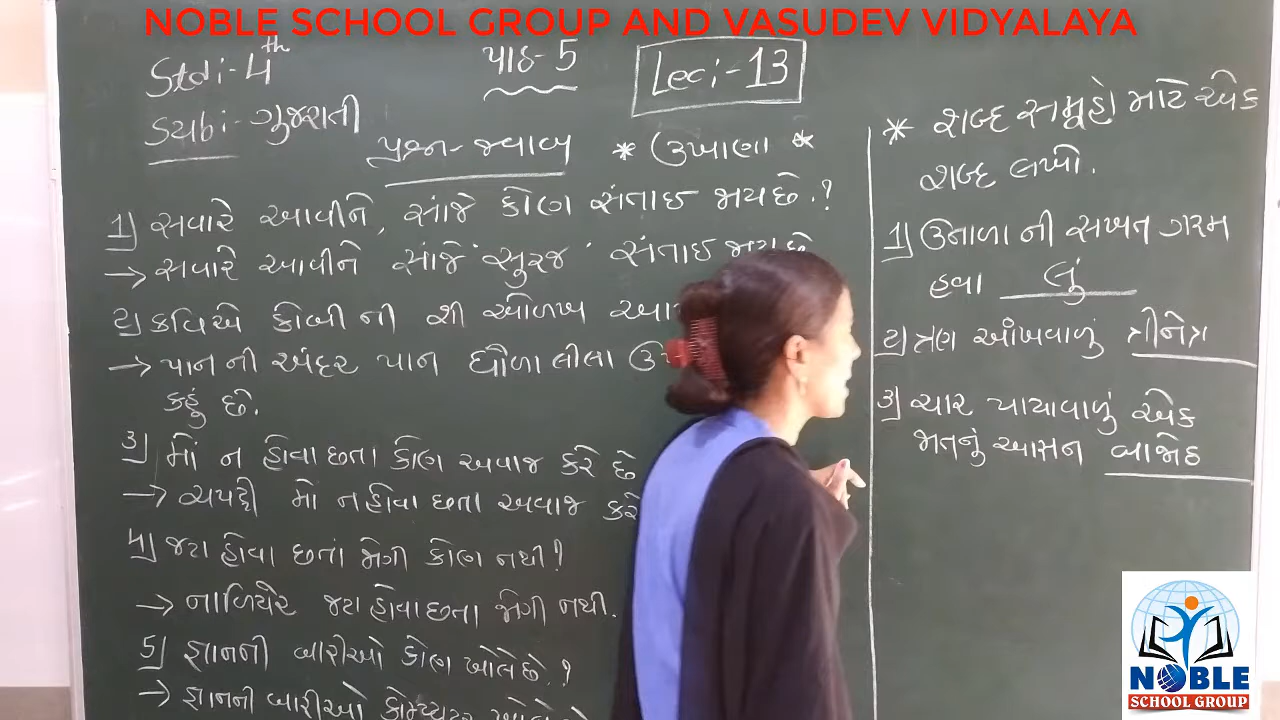 NOBLE SCHOOL GROUP AND VASUDEV VIDYALAYA
Std:- 4th
પાઠ- 5
Lec:- 13
Sub:- ગુજરાતી
પ્રશ્ન-જવાબ * ઉખાણા *
1) સવારે આવીને, સાંજે કોણ સંતાઈ જાય છે.?
→ સવારે આવીને સાંજે સુરજ સંતાઈ જાય છે
2) કવિએ કોબી ની શી ઓળખ
→ પાન ની અંદર પાન ધોળા લીલા
કહ્યું છે.
3) મોં ન હોવા છતા કોણ અવાજ કરે છે
→ ચપટી મોં ન હોવા છતા અવાજ કરે
4) જટા હોવા છતાં જોગી કોણ નથી?
→ નાળિયેર જટા હોવા છતા જોગી નથી.
5) જ્ઞાનની બારીઓ કોણ ખોલે છે.?
→ જ્ઞાનની બારીઓ કોમ્પ્યુટર
* શબ્દ સમૂહો માટે એક
શબ્દ લખો.
1) ઉનાળા ની સખત ગરમ
હવા લું
2) ત્રણ આંખવાળું ત્રીનેત્ર
3) ચાર પાયાવાળું એક
જાતનું આસન બાજોઠ
NOBLE
SCHOOL GROUP